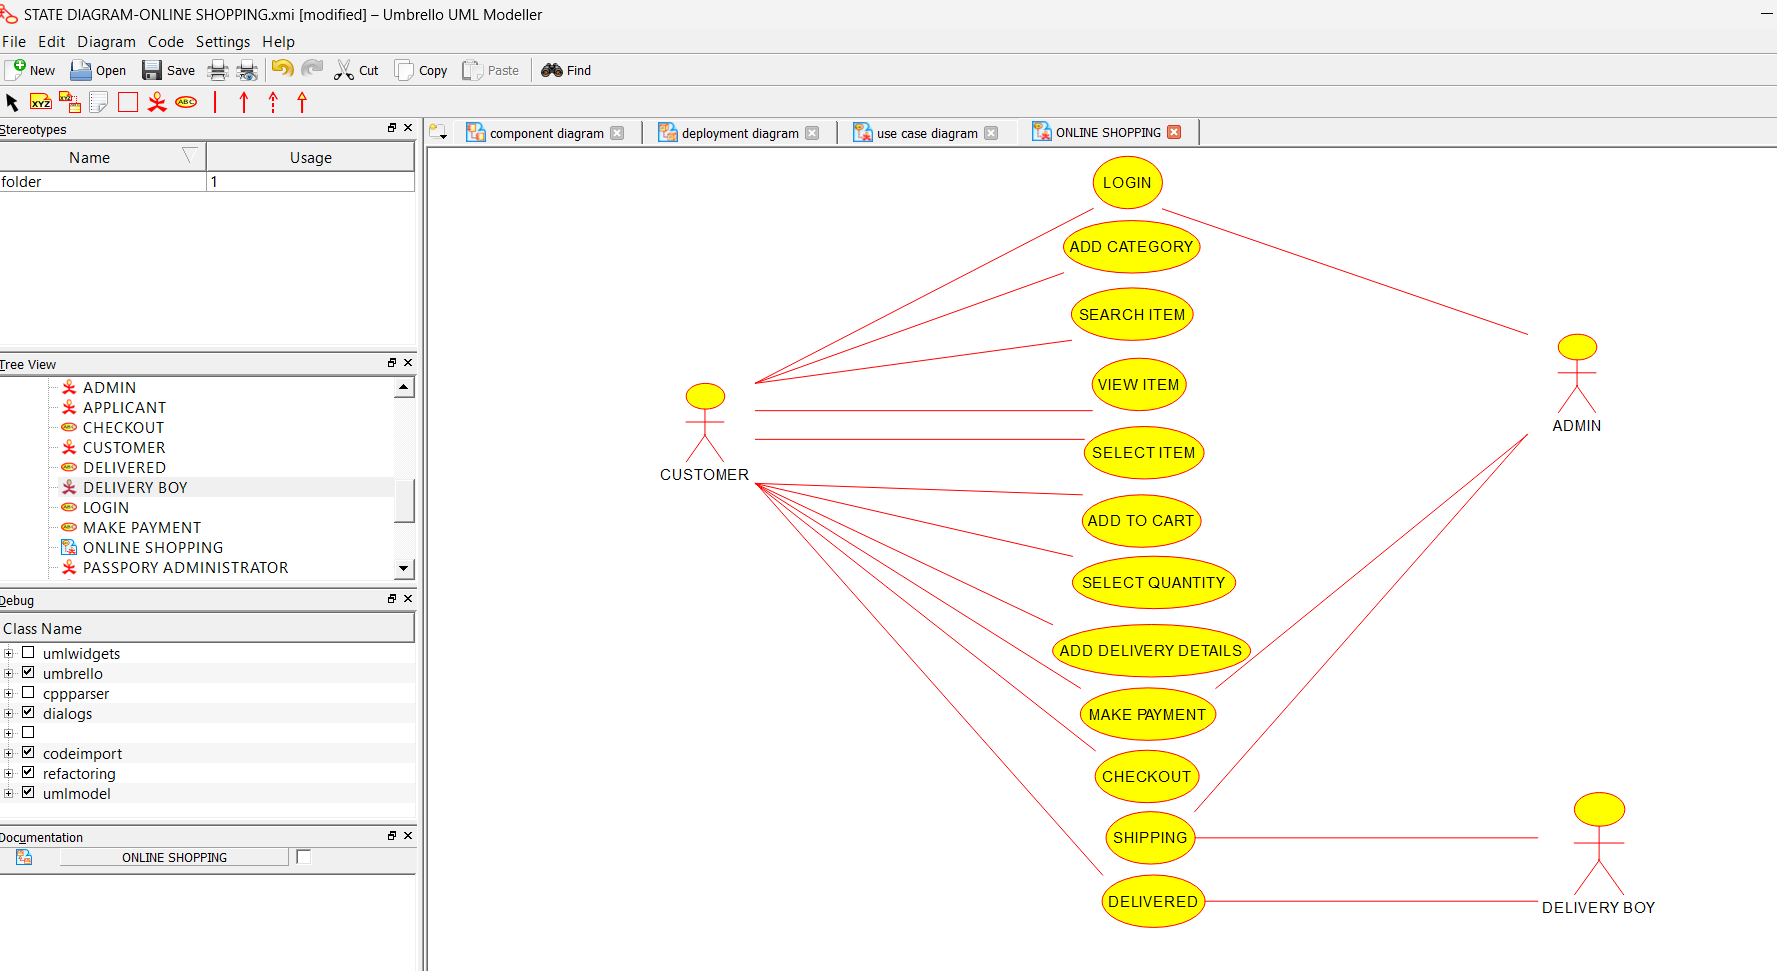 STATE DIAGRAM-ONLINE SHOPPING.xmi [modified] – Umbrello UML Modeller
File Edit Diagram Code Settings Help
New Open Save Cut Copy Paste Find
XYZ XYZ ABC
Stereotypes
Name Usage
folder 1
Tree View
ADMIN
APPLICANT
CHECKOUT
CUSTOMER
DELIVERED
DELIVERY BOY
LOGIN
MAKE PAYMENT
ONLINE SHOPPING
PASSPORY ADMINISTRATOR
Debug
Class Name
umlwidgets
umbrello
cppparser
dialogs
codeimport
refactoring
umlmodel
Documentation
ONLINE SHOPPING
component diagram deployment diagram use case diagram ONLINE SHOPPING
LOGIN
ADD CATEGORY
SEARCH ITEM
VIEW ITEM
SELECT ITEM
ADD TO CART
SELECT QUANTITY
ADD DELIVERY DETAILS
MAKE PAYMENT
CHECKOUT
SHIPPING
DELIVERED
CUSTOMER
ADMIN
DELIVERY BOY